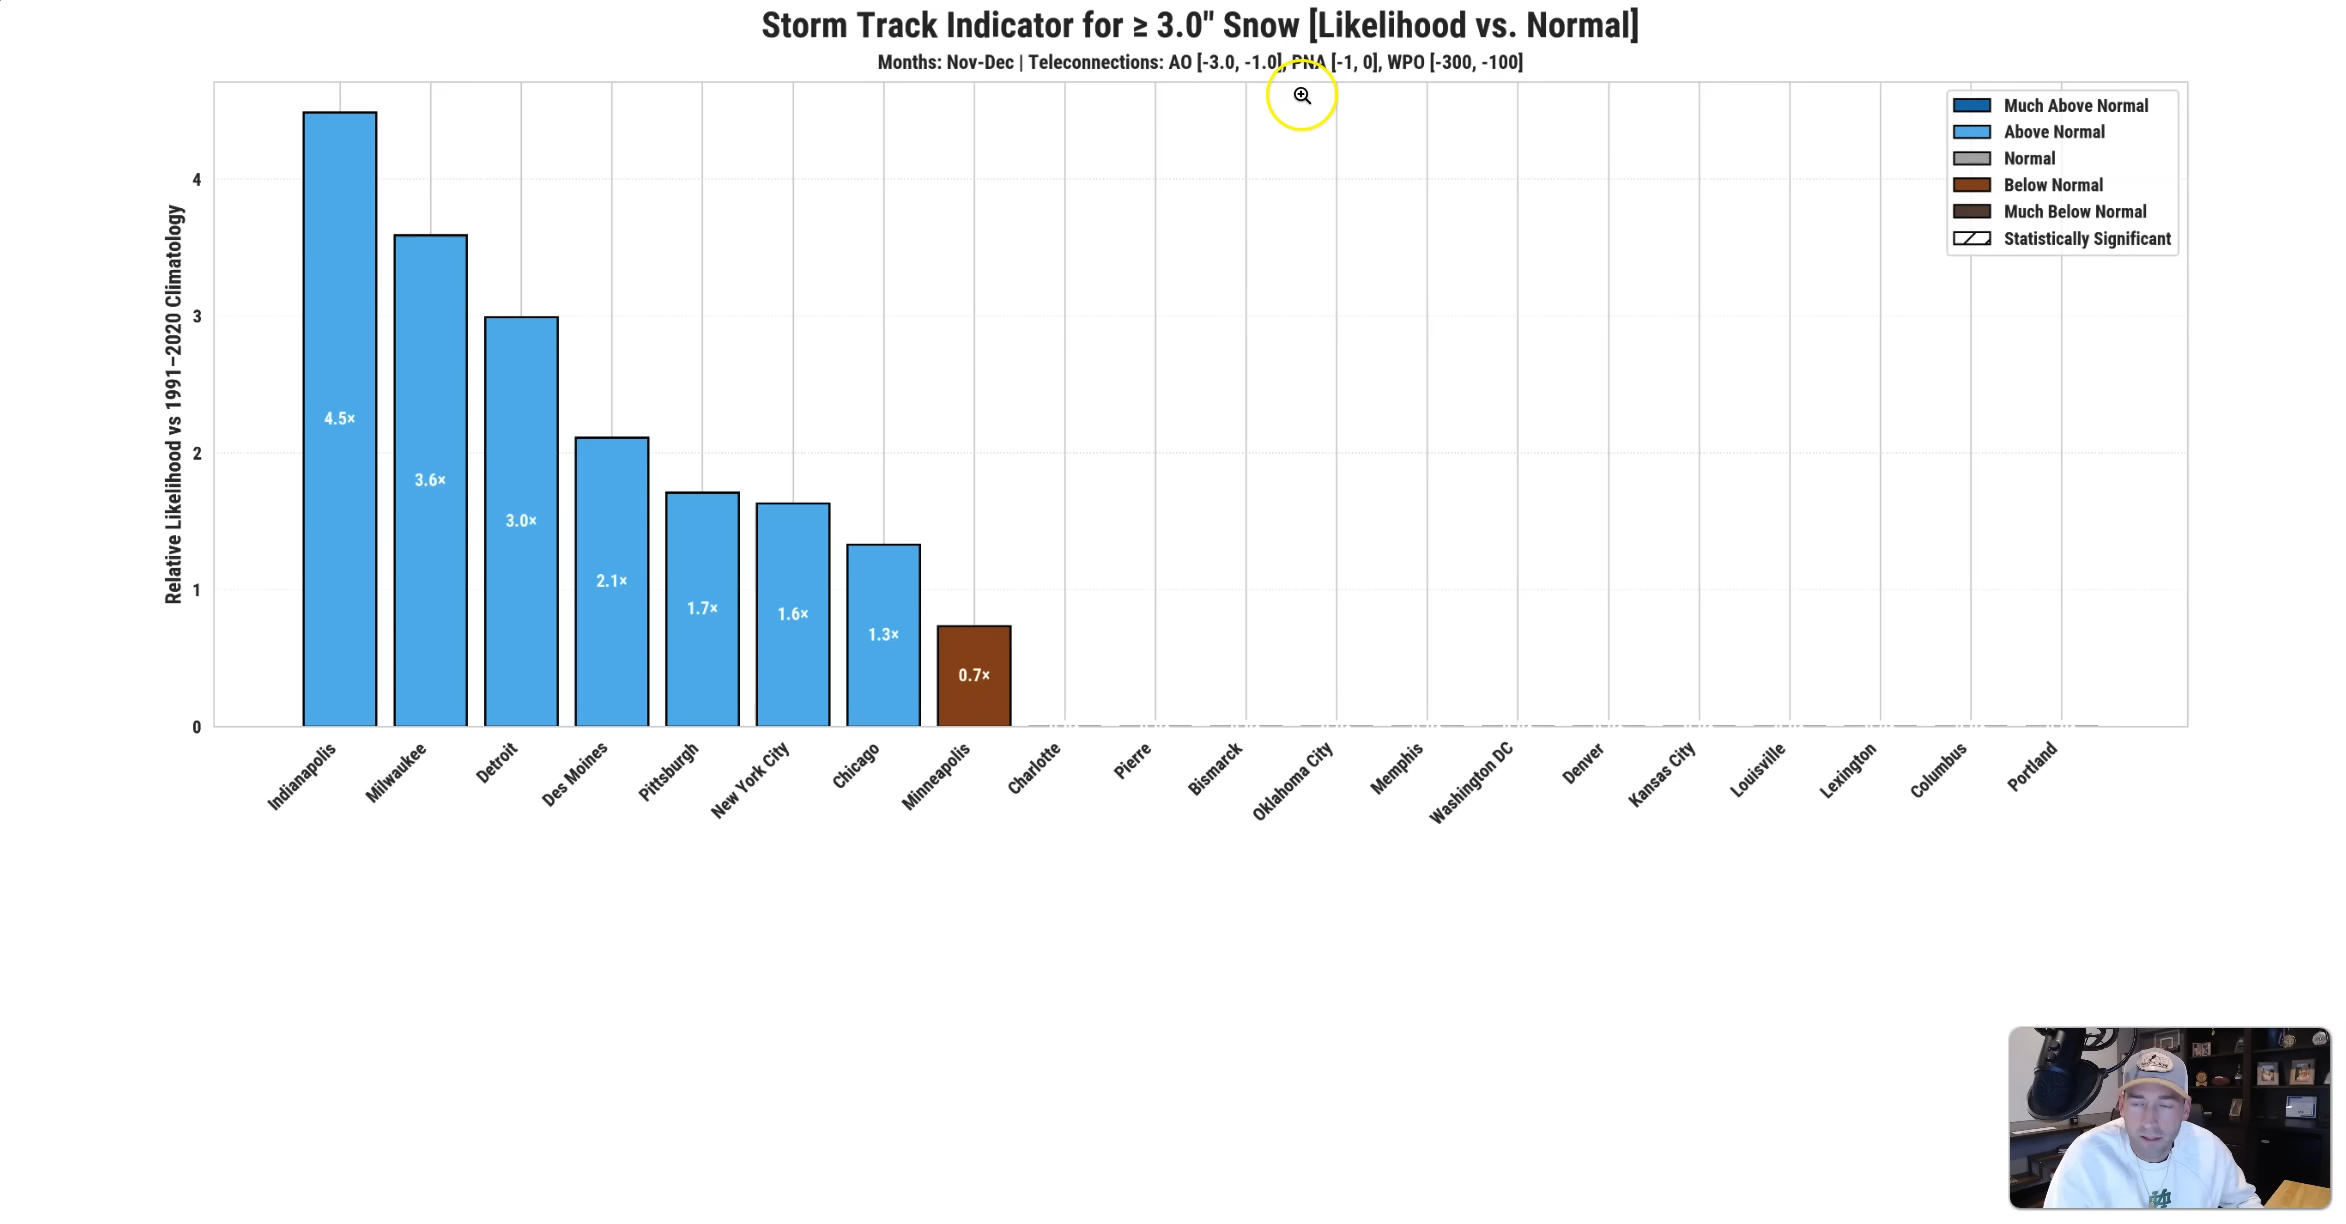 Storm Track Indicator for ≥ 3.0" Snow [Likelihood vs. Normal]
Months: Nov-Dec | Teleconnections: AO [-3.0, -1.0], PNA [-1, 0], WPO [-300, -100]
Relative Likelihood vs 1991–2020 Climatology
4
3
2
1
0
4.5×
3.6×
3.0×
2.1×
1.7×
1.6×
1.3×
0.7×
Much Above Normal
Above Normal
Normal
Below Normal
Much Below Normal
Statistically Significant
Indianapolis
Milwaukee
Detroit
Des Moines
Pittsburgh
New York City
Chicago
Minneapolis
Charlotte
Pierre
Bismarck
Oklahoma City
Memphis
Washington DC
Denver
Kansas City
Louisville
Lexington
Columbus
Portland